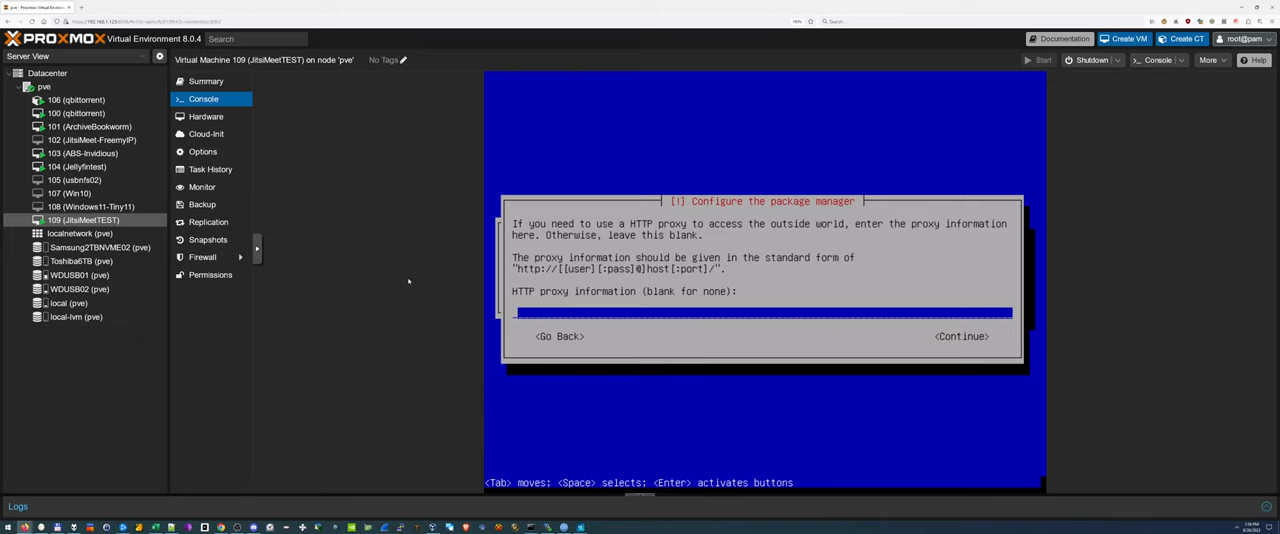 pve - Proxmox Virtual Environment
PROXMOX Virtual Environment 8.0.4
Search
Documentation
Create VM
Create CT
root@pam
Server View
Virtual Machine 109 (JitsiMeetTEST) on node 'pve'
No Tags
Start
Shutdown
Console
More
Help
Datacenter
pve
106 (qbittorrent)
100 (qbittorrent)
101 (ArchiveBookworm)
102 (JitsiMeet-FreemyIP)
103 (ABS-Invidious)
104 (Jellyfintest)
105 (usbnfs02)
107 (Win10)
108 (Windows11-Tiny11)
109 (JitsiMeetTEST)
localnetwork (pve)
Samsung2TBNVME02 (pve)
Toshiba6TB (pve)
WDUSB01 (pve)
WDUSB02 (pve)
local (pve)
local-lvm (pve)
Summary
Console
Hardware
Cloud-Init
Options
Task History
Monitor
Backup
Replication
Snapshots
Firewall
Permissions
[!] Configure the package manager
If you need to use a HTTP proxy to access the outside world, enter the proxy information
here. Otherwise, leave this blank.
The proxy information should be given in the standard form of
"http://[[user][:pass]@]host[:port]/".
HTTP proxy information (blank for none):
<Go Back>
<Continue>
<Tab> moves; <Space> selects; <Enter> activates buttons
Logs